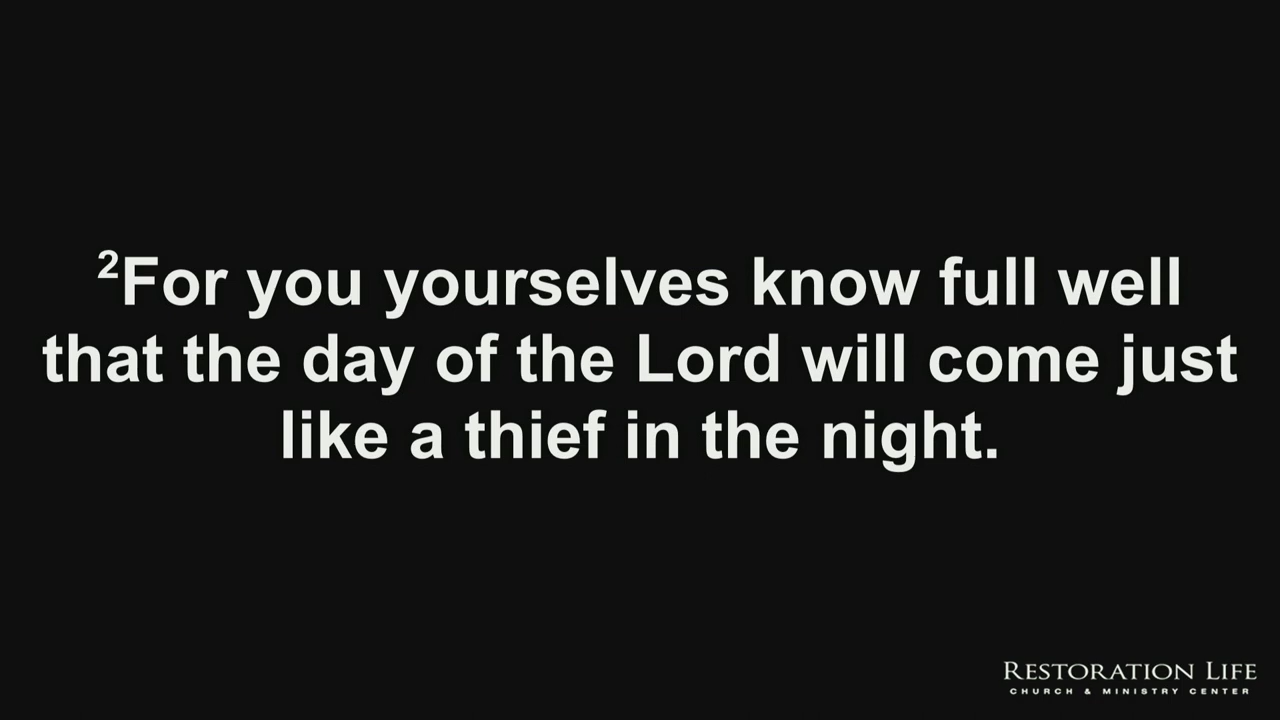 ²For you yourselves know full well
that the day of the Lord will come just
like a thief in the night.
RESTORATION LIFE
CHURCH & MINISTRY CENTER